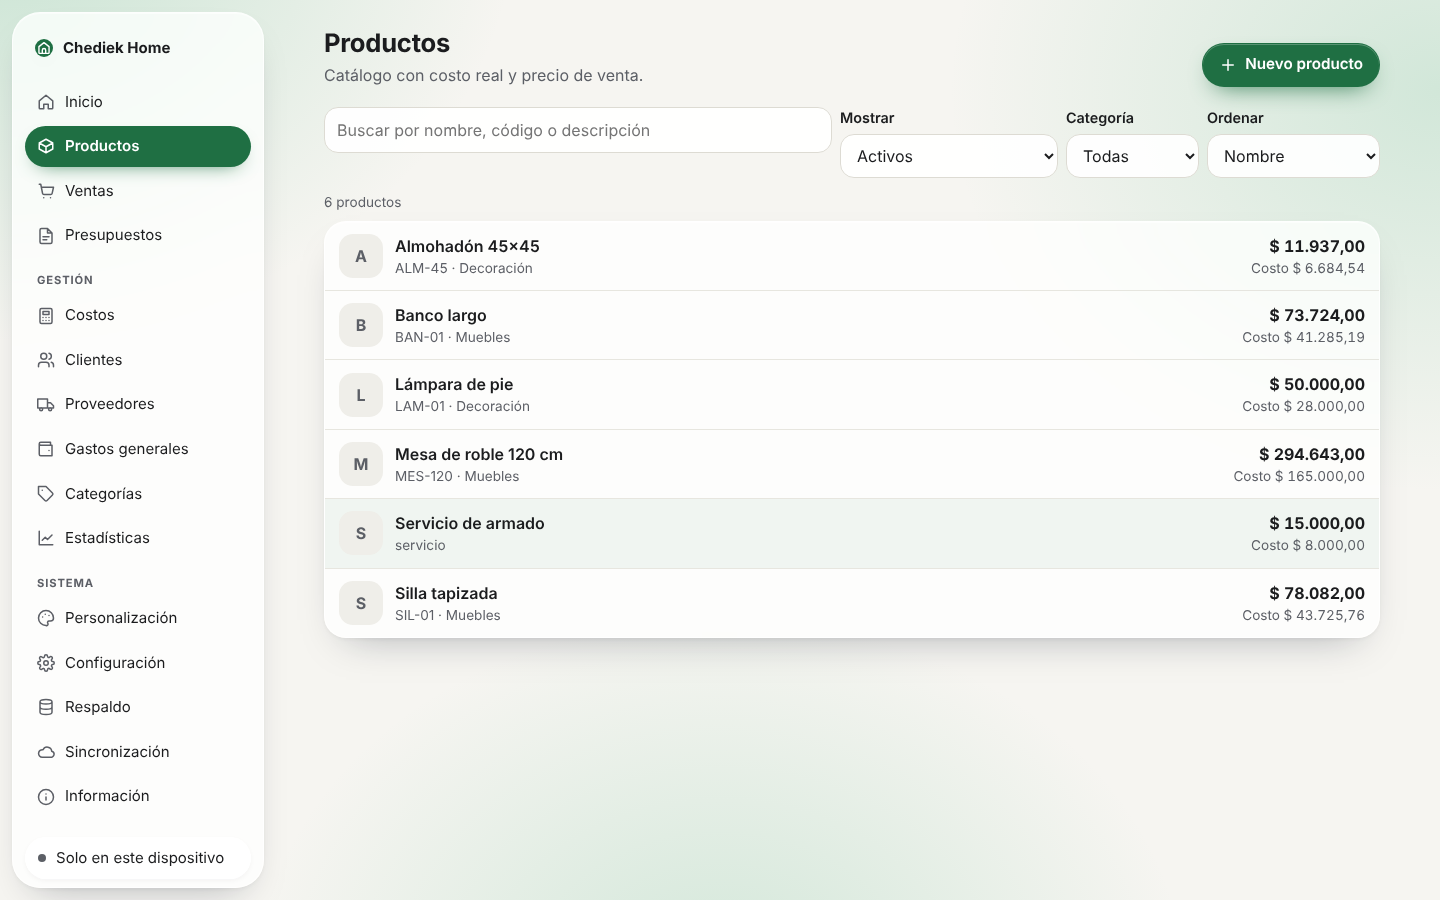 Chediek Home
Inicio
Productos
Ventas
Presupuestos
GESTIÓN
Costos
Clientes
Proveedores
Gastos generales
Categorías
Estadísticas
SISTEMA
Personalización
Configuración
Respaldo
Sincronización
Información
Solo en este dispositivo
Productos
Catálogo con costo real y precio de venta.
Nuevo producto
Buscar por nombre, código o descripción
Mostrar
Activos
Categoría
Todas
Ordenar
Nombre
6 productos
A
Almohadón 45×45
ALM-45 · Decoración
$ 11.937,00
Costo $ 6.684,54
B
Banco largo
BAN-01 · Muebles
$ 73.724,00
Costo $ 41.285,19
L
Lámpara de pie
LAM-01 · Decoración
$ 50.000,00
Costo $ 28.000,00
M
Mesa de roble 120 cm
MES-120 · Muebles
$ 294.643,00
Costo $ 165.000,00
S
Servicio de armado
servicio
$ 15.000,00
Costo $ 8.000,00
S
Silla tapizada
SIL-01 · Muebles
$ 78.082,00
Costo $ 43.725,76